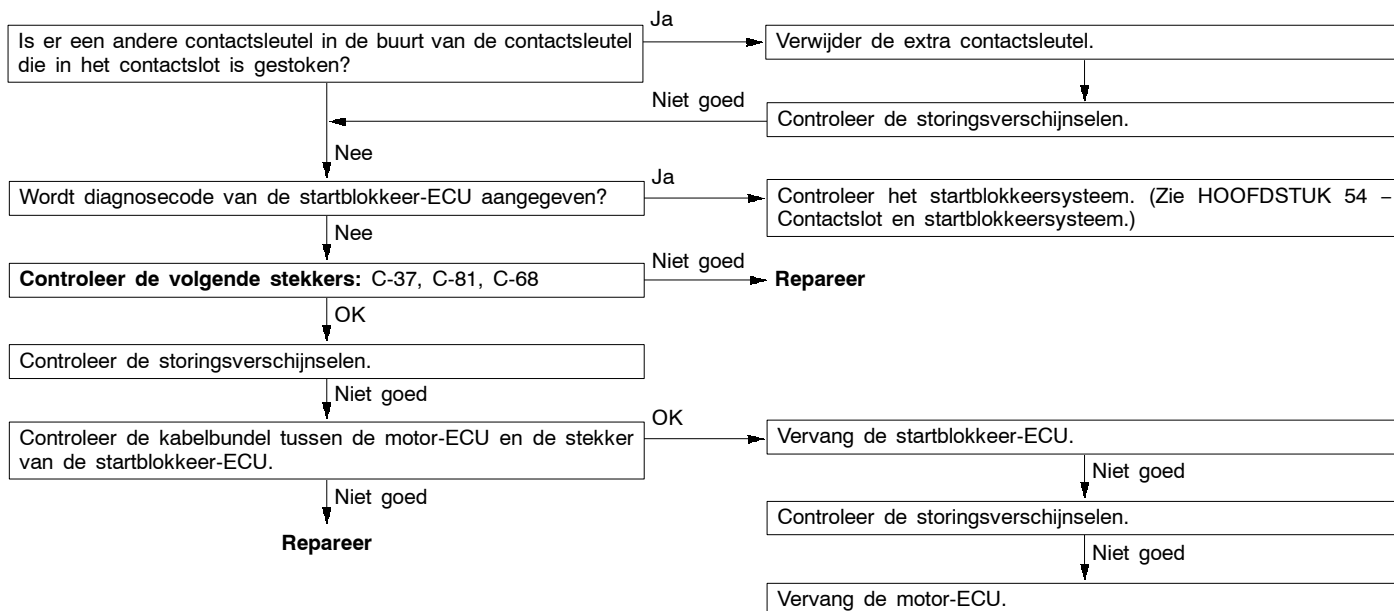 Ja
Is er een andere contactsleutel in de buurt van de contactsleutel
die in het contactslot is gestoken?
Verwijder de extra contactsleutel.
Niet goed
Controleer de storingsverschijnselen.
Nee
Wordt diagnosecode van de startblokkeer-ECU aangegeven?
Ja
Controleer het startblokkeersysteem. (Zie HOOFDSTUK 54 –
Contactslot en startblokkeersysteem.)
Nee
Controleer de volgende stekkers: C-37, C-81, C-68
Niet goed
Repareer
OK
Controleer de storingsverschijnselen.
Niet goed
Controleer de kabelbundel tussen de motor-ECU en de stekker
van de startblokkeer-ECU.
OK
Vervang de startblokkeer-ECU.
Niet goed
Niet goed
Repareer
Controleer de storingsverschijnselen.
Niet goed
Vervang de motor-ECU.